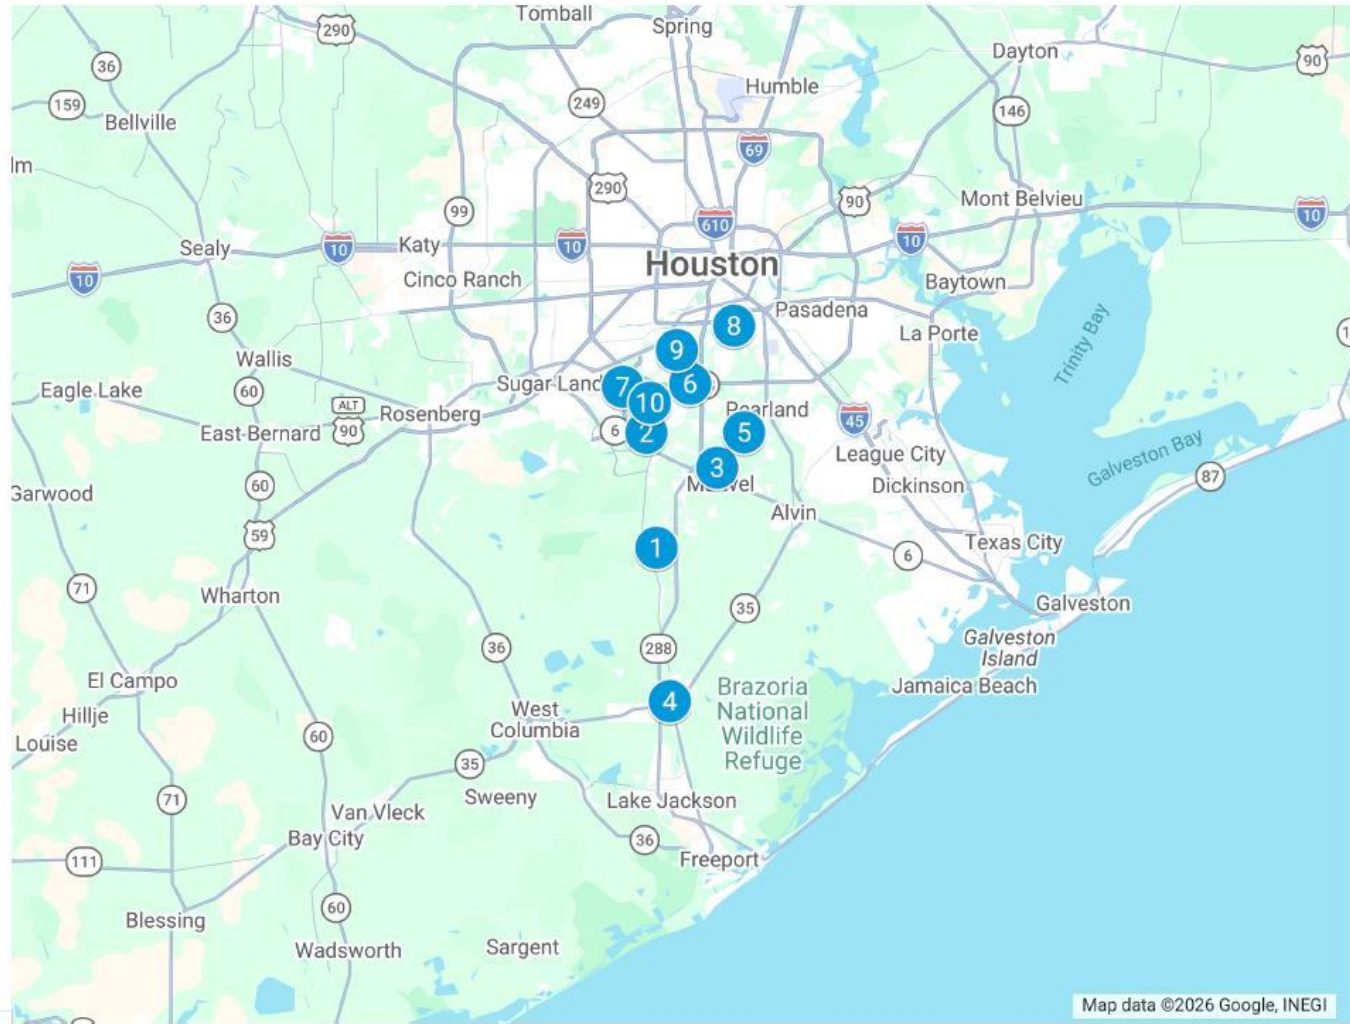 Tomball
Spring
290
Dayton
90
36
Humble
159
249
146
Bellville
69
lm
290
90
Mont Belvieu
99
10
610
Sealy
10
Katy
10
10
10
Houston
Cinco Ranch
Baytown
36
Pasadena
8
La Porte
Trinity Bay
Wallis
9
Eagle Lake
60
Sugar Land
7
6
10
ALT
90
Rosenberg
Pearland
45
East Bernard
6
2
5
League City
Galveston Bay
3
87
Garwood
60
Manvel
Dickinson
Alvin
59
1
6
Texas City
71
Wharton
35
Galveston
36
288
Galveston
Island
El Campo
Jamaica Beach
Brazoria
National
Wildlife
Refuge
4
Hillje
West
Columbia
Louise
60
35
Sweeny
Lake Jackson
71
Van Vleck
Bay City
36
111
Freeport
60
Blessing
Wadsworth
Sargent
Map data ©2026 Google, INEGI